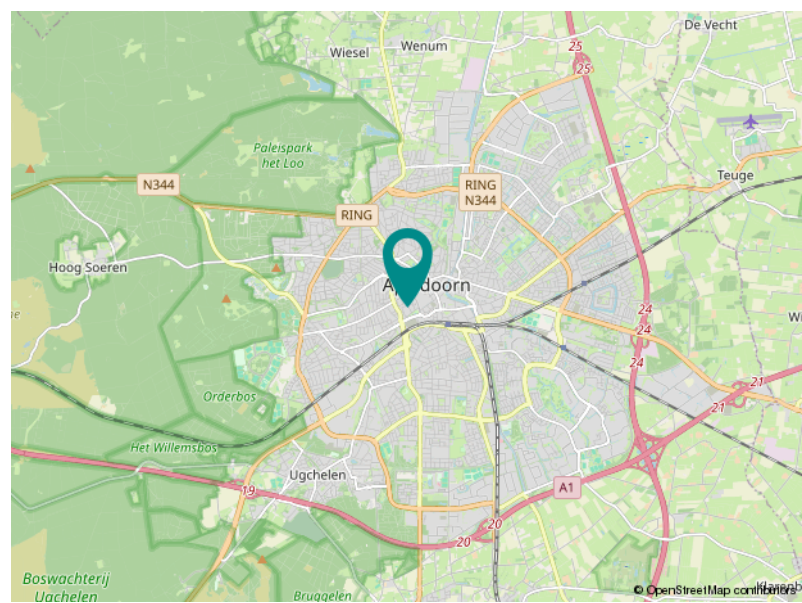 De Vecht
Wiesel
Wenum
25
25
Paleispark
het Loo
Teuge
N344
RING
N344
RING
Hoog Soeren
Apeldoorn
24
24
24
21
21
Orderbos
Het Willemsbos
Ugchelen
19
A1
20
20
Boswachterij
Ugchelen
Bruggelen
© OpenStreetMap contributors